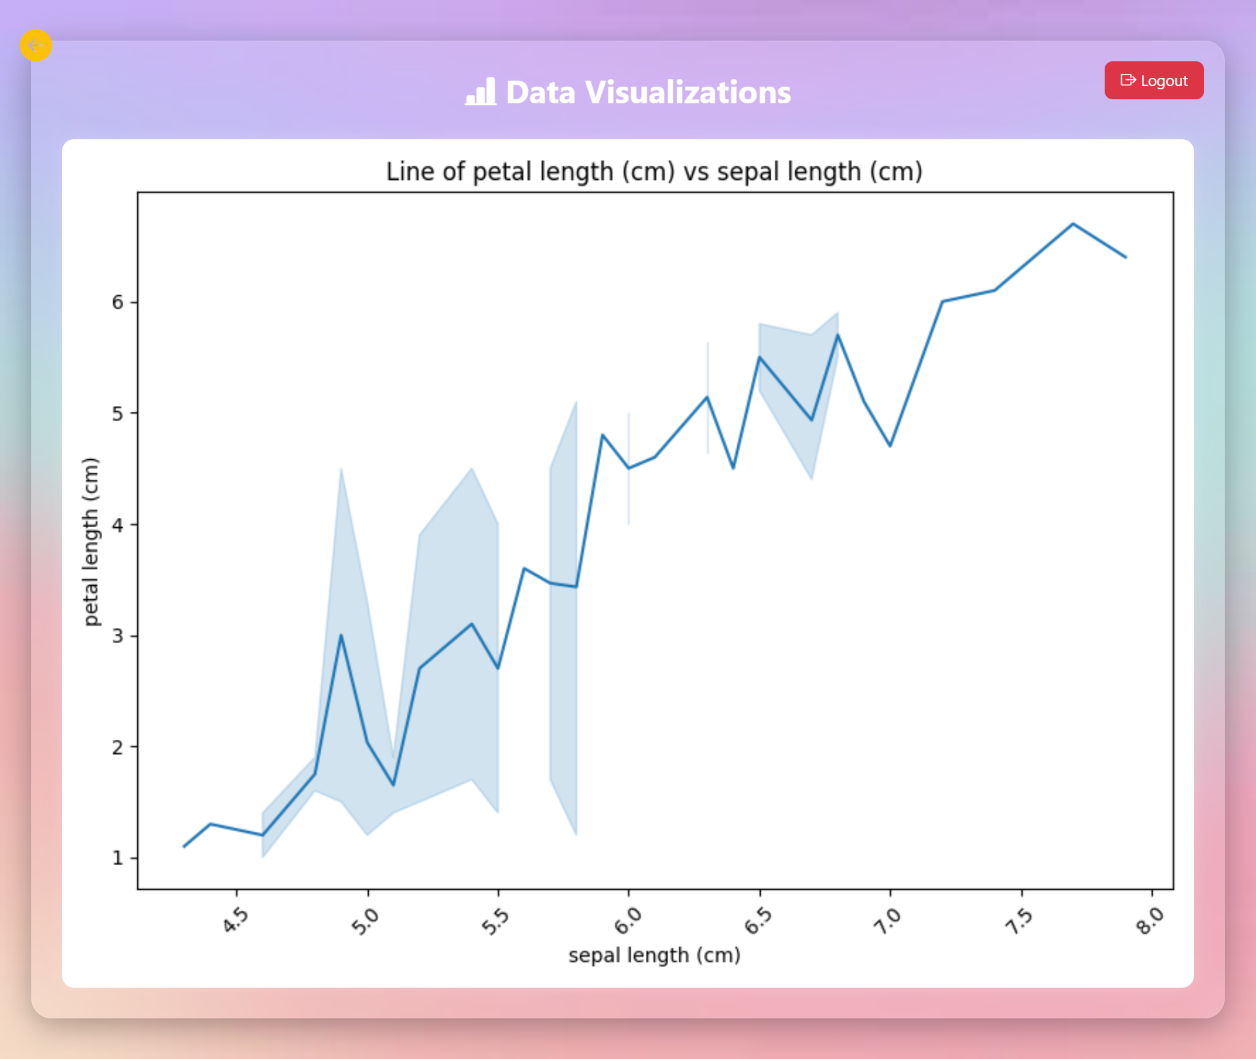 Data Visualizations
Logout
Line of petal length (cm) vs sepal length (cm)
petal length (cm)
6
5
4
3
2
1
4.5
5.0
5.5
6.0
6.5
7.0
7.5
8.0
sepal length (cm)